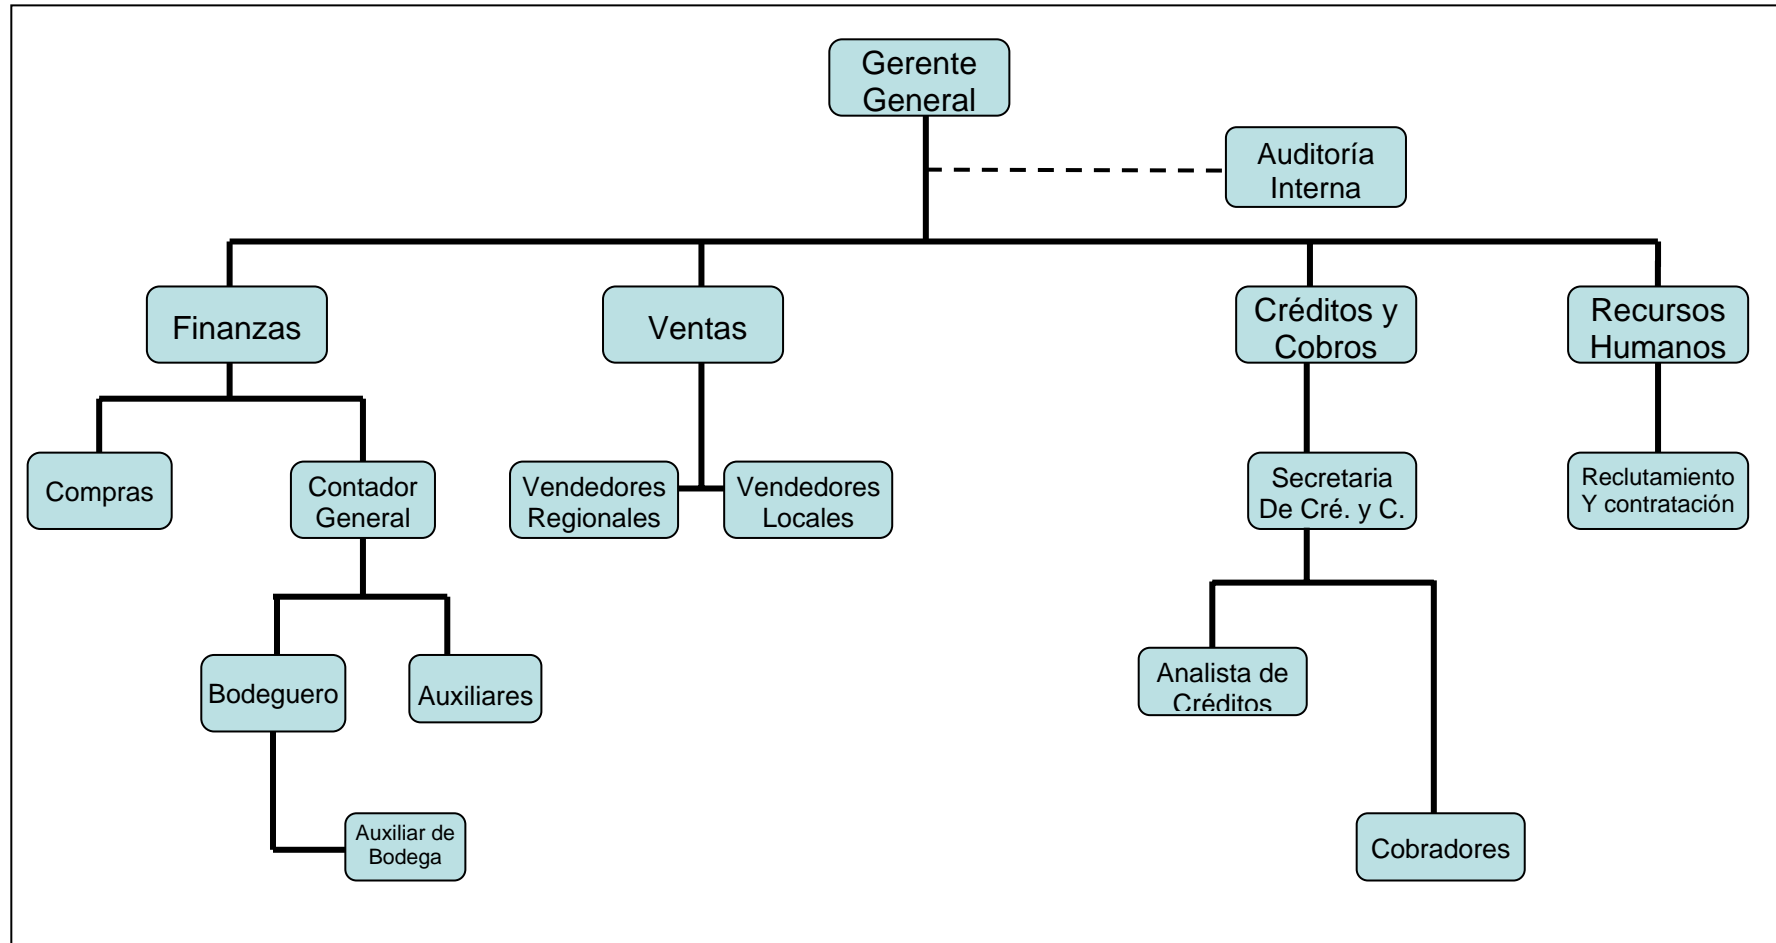 Gerente
General
Auditoría
Interna
Finanzas
Ventas
Créditos y
Cobros
Recursos
Humanos
Compras
Contador
General
Vendedores
Regionales
Vendedores
Locales
Secretaria
De Cré. y C.
Reclutamiento
Y contratación
Bodeguero
Auxiliares
Analista de
Créditos
Auxiliar de
Bodega
Cobradores